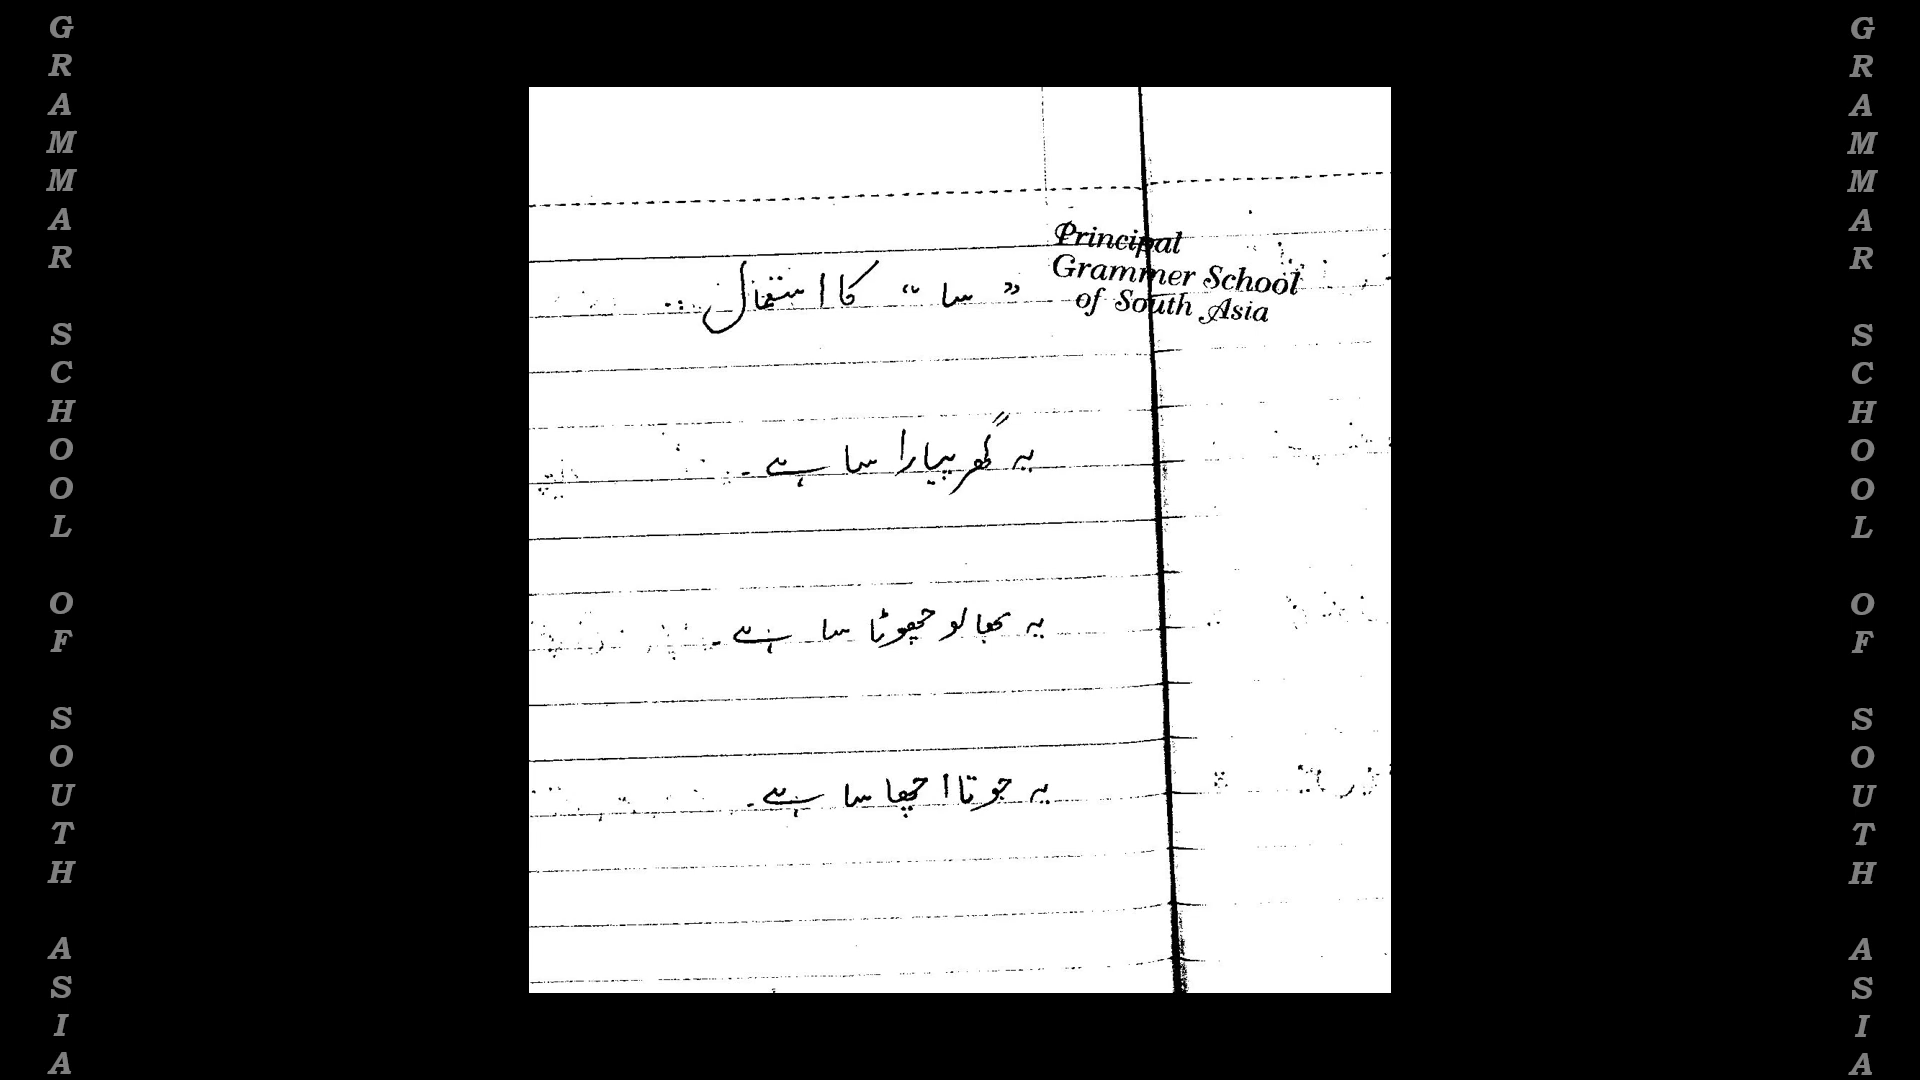 GRAMMAR SCHOOL OF SOUTH ASIA
Principal
Grammer School
of South Asia
” سا “ کا استعمال :۔
یہ گھر پیارا سا ہے ۔
یہ بھالو چھوٹا سا ہے ۔
یہ جوتا اچھا سا ہے ۔
GRAMMAR SCHOOL OF SOUTH ASIA